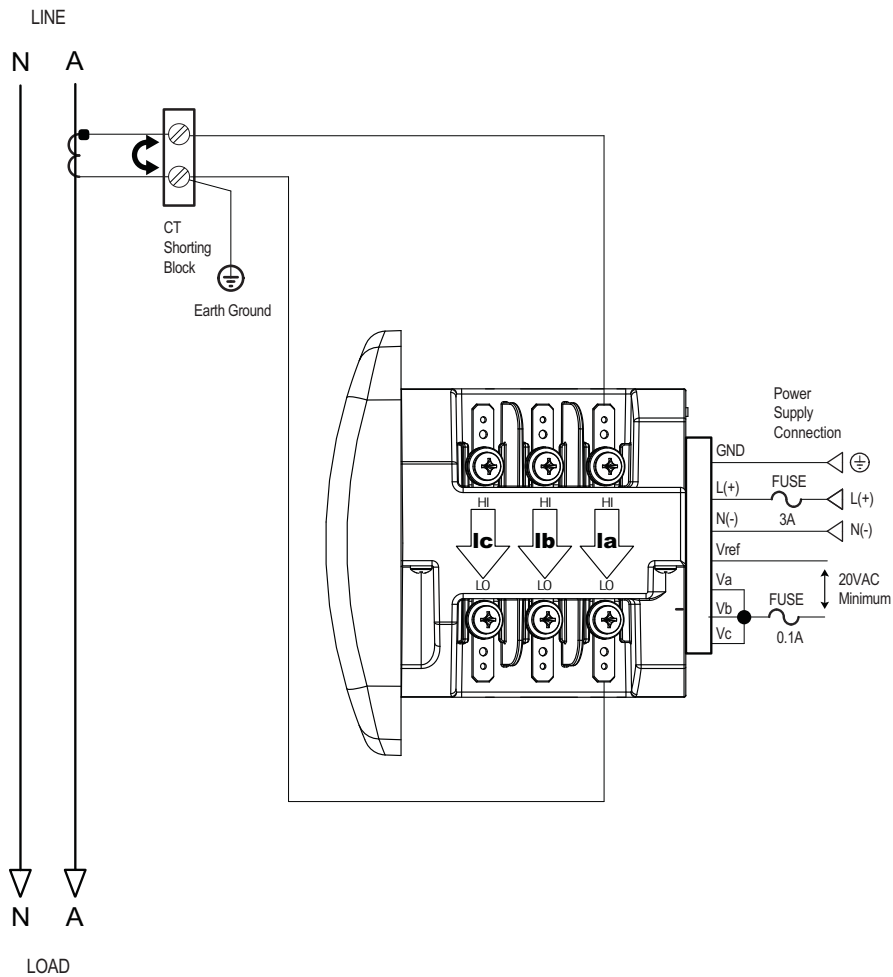 LINE
N A
CT
Shorting
Block
Earth Ground
Power
Supply
Connection
GND
L(+) FUSE L(+)
3A
N(-) N(-)
Vref
Va
Vb
Vc
FUSE
0.1A
20VAC
Minimum
HI HI HI
Ic Ib Ia
LO LO LO
N A
LOAD